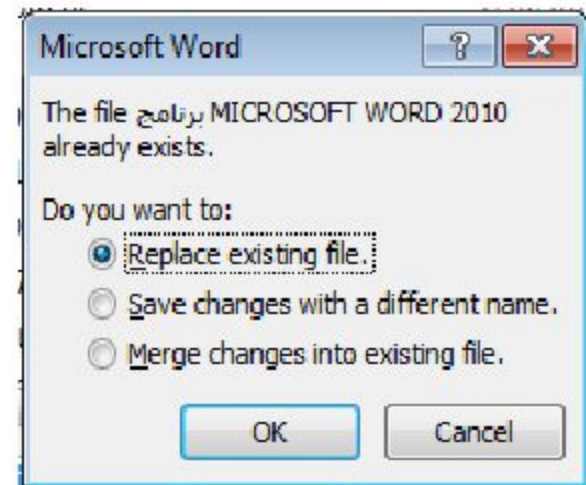 Microsoft Word
The file برنامج MICROSOFT WORD 2010
already exists.
Do you want to:
Replace existing file.
Save changes with a different name.
Merge changes into existing file.
OK
Cancel